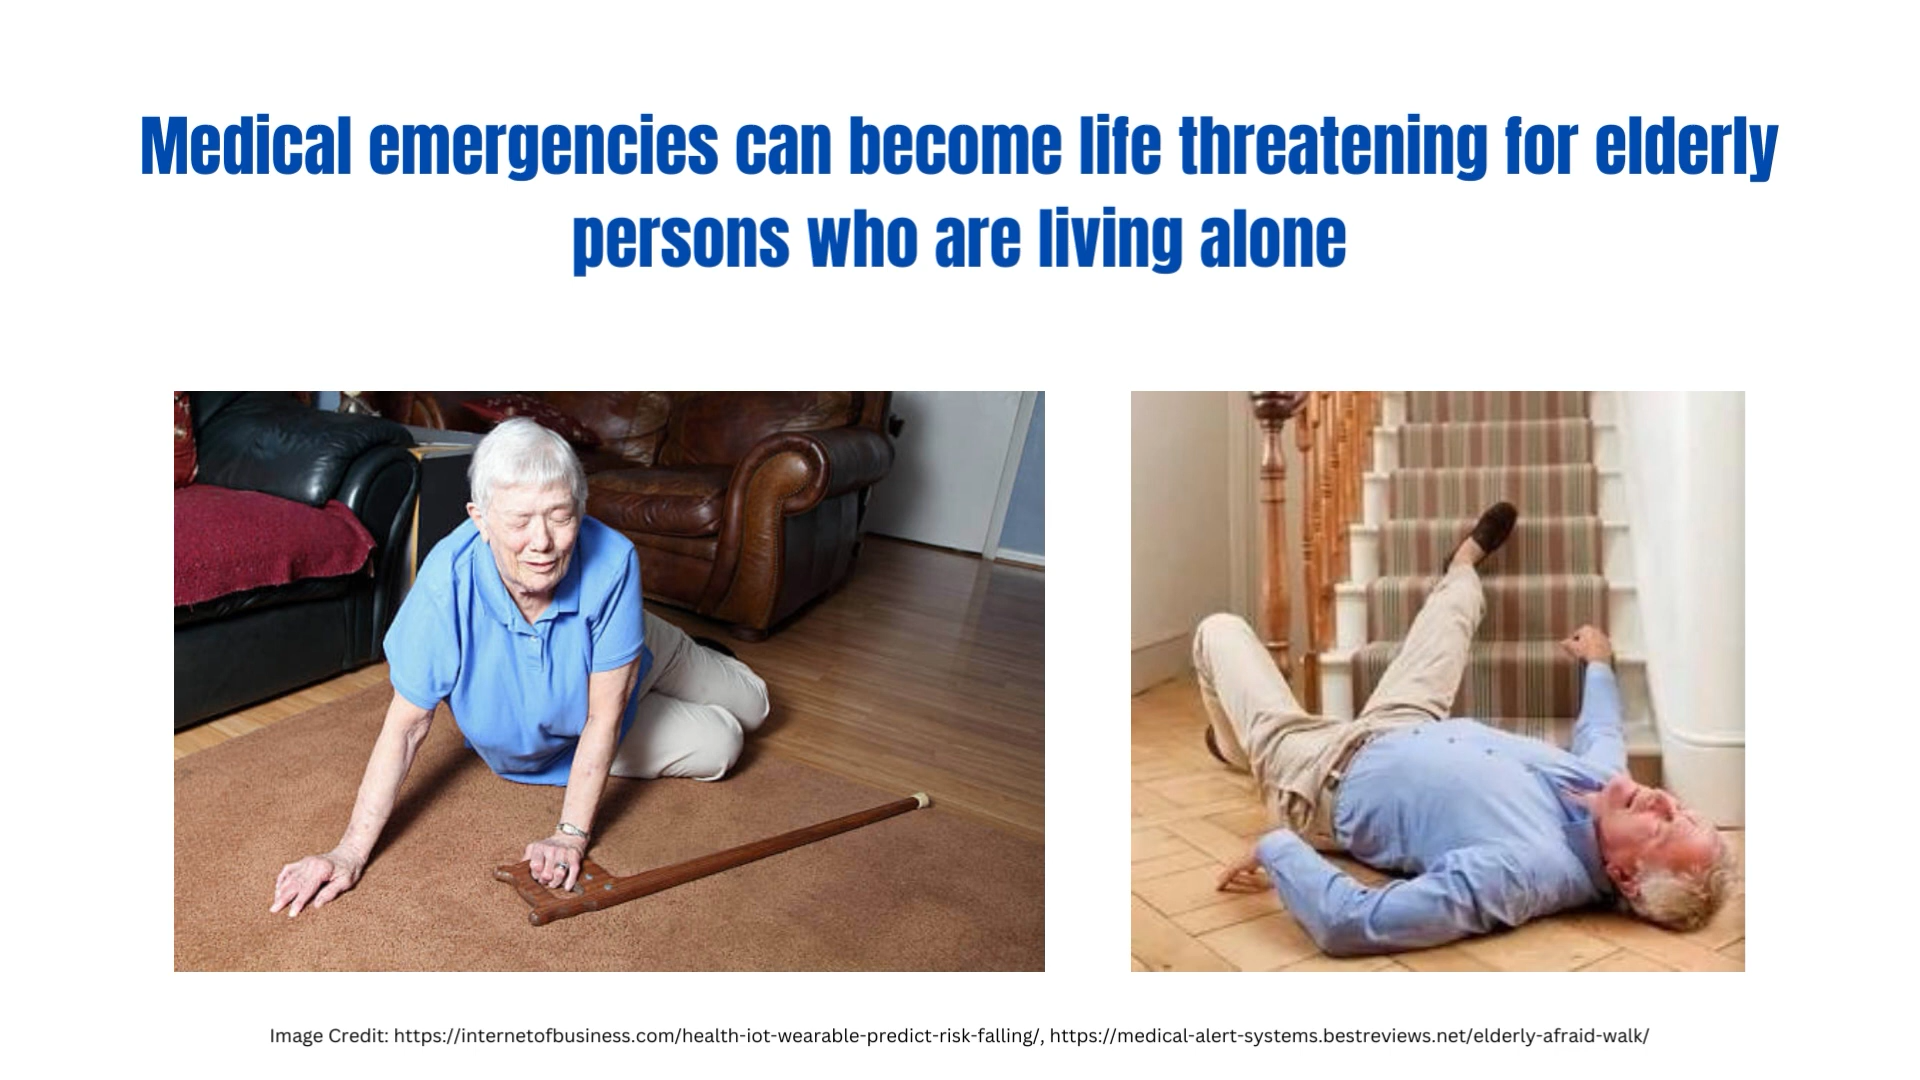 Medical emergencies can become life threatening for elderly
persons who are living alone
Image Credit: https://internetofbusiness.com/health-iot-wearable-predict-risk-falling/, https://medical-alert-systems.bestreviews.net/elderly-afraid-walk/